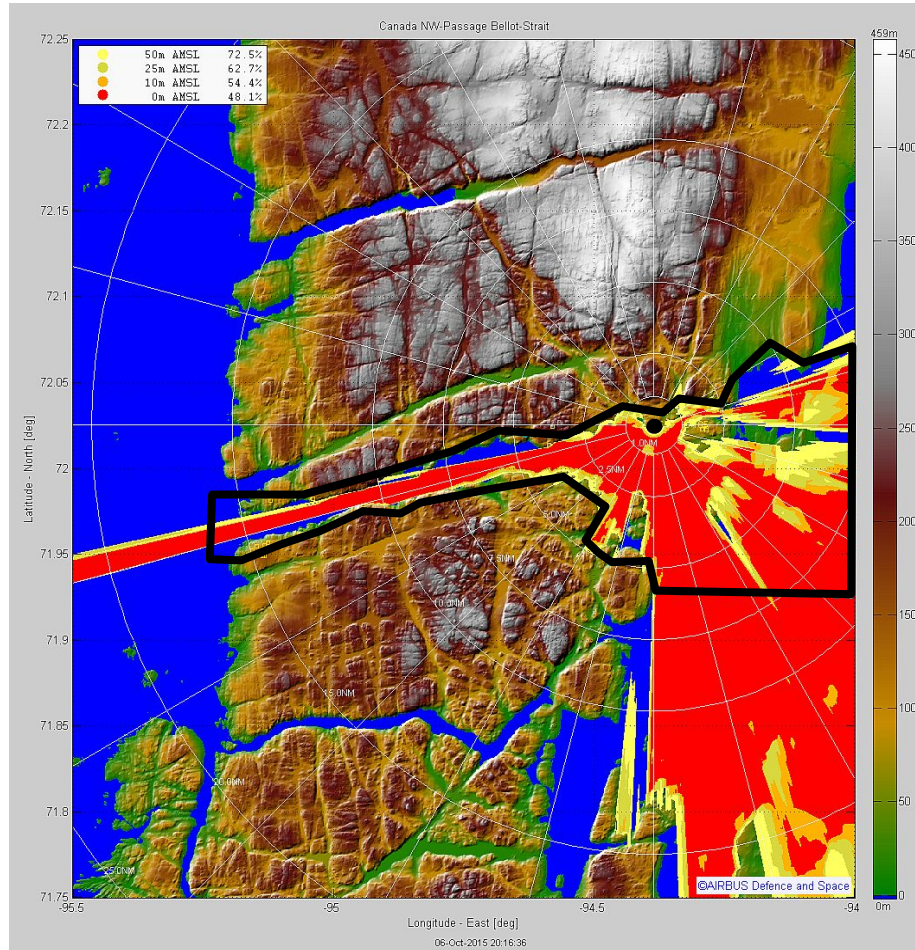 Canada NW-Passage Bellot-Strait
50m AMSL 72.5%
25m AMSL 62.7%
10m AMSL 54.4%
0m AMSL 48.1%
459m
450
400
350
300
250
200
150
100
50
0
0m
72.25
72.2
72.15
72.1
72.05
72
71.95
71.9
71.85
71.8
71.75
Latitude - North [deg]
1.0NM
2.5NM
5.0NM
7.5NM
10.0NM
15.0NM
20.0NM
25.0NM
©AIRBUS Defence and Space
-95.5
-95
-94.5
-94
Longitude - East [deg]
06-Oct-2015 20:16:36